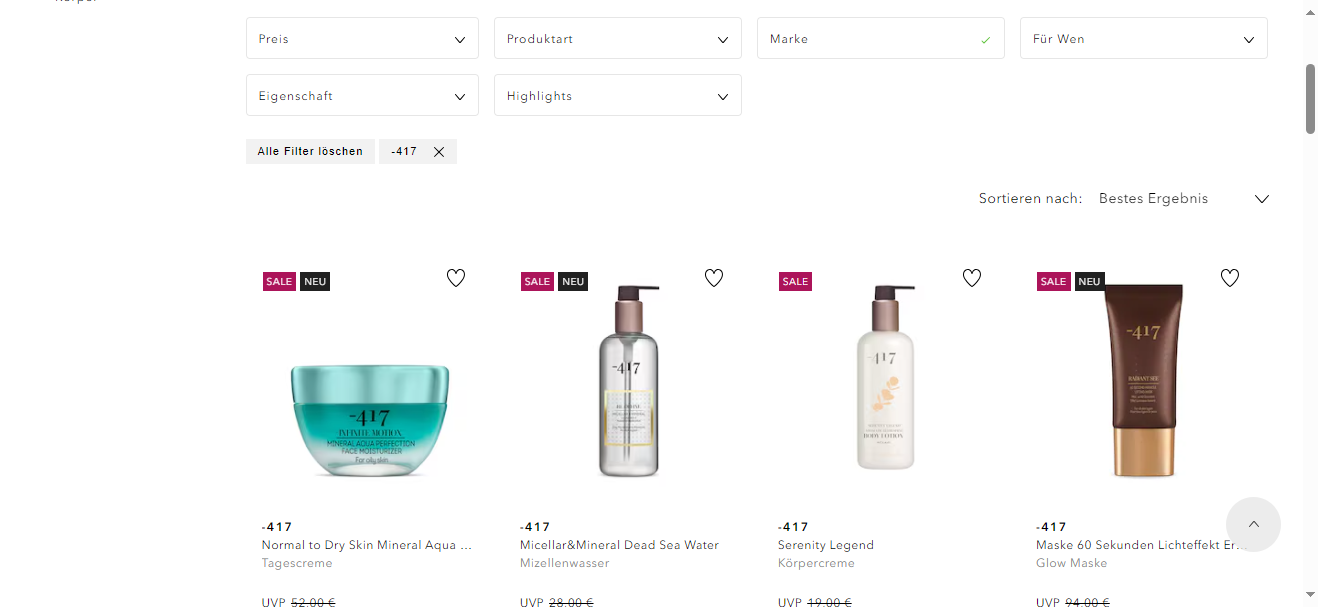 Preis
Produktart
Marke
Für Wen
Eigenschaft
Highlights
Alle Filter löschen
-417
Sortieren nach: Bestes Ergebnis
SALE NEU
SALE NEU
SALE
SALE NEU
-417
INFINITE MOTION
MINERAL AQUA PERFECTION
FACE MOISTURIZER
For oily skin
-417
-417
BODY LOTION
-417
RADIANT SEE
-417
Normal to Dry Skin Mineral Aqua ...
Tagescreme
UVP 52.00 €
-417
Micellar&Mineral Dead Sea Water
Mizellenwasser
UVP 28.00 €
-417
Serenity Legend
Körpercreme
UVP 19.00 €
-417
Maske 60 Sekunden Lichteffekt Er...
Glow Maske
UVP 94.00 €